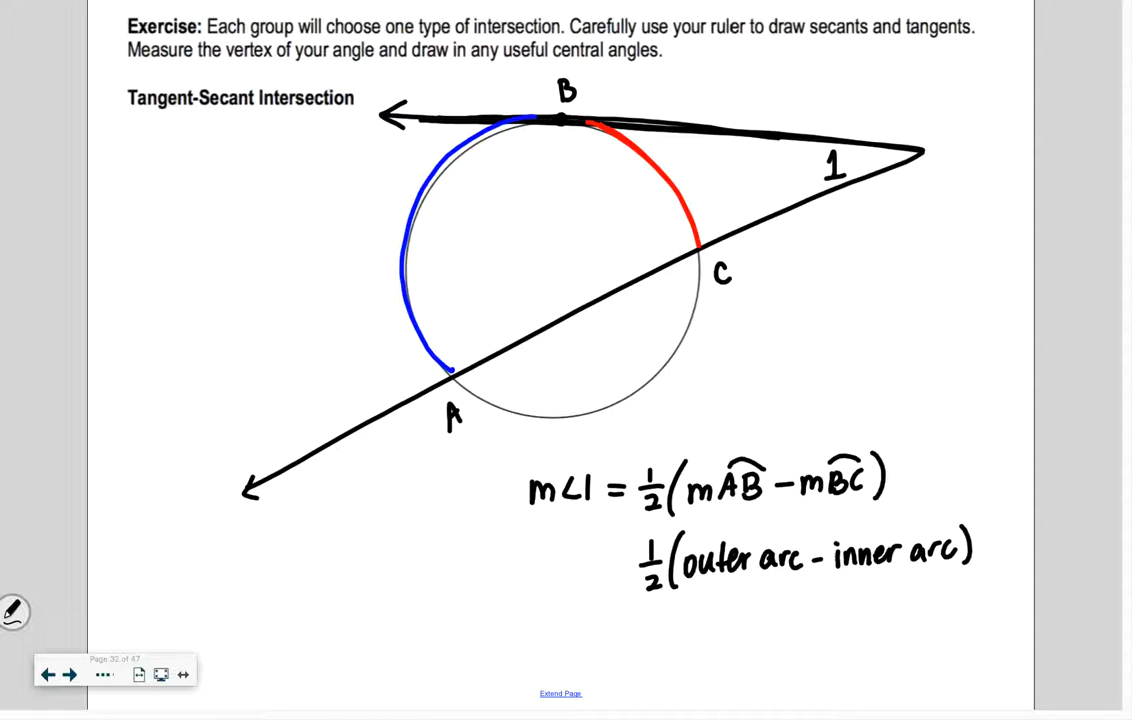 Exercise: Each group will choose one type of intersection. Carefully use your ruler to draw secants and tangents.
Measure the vertex of your angle and draw in any useful central angles.
Tangent-Secant Intersection
B
1
C
A
m∠1 = 1/2 (mA͡B − mB͡C)
1/2 (outer arc - inner arc)
Page 32 of 47
Extend Page